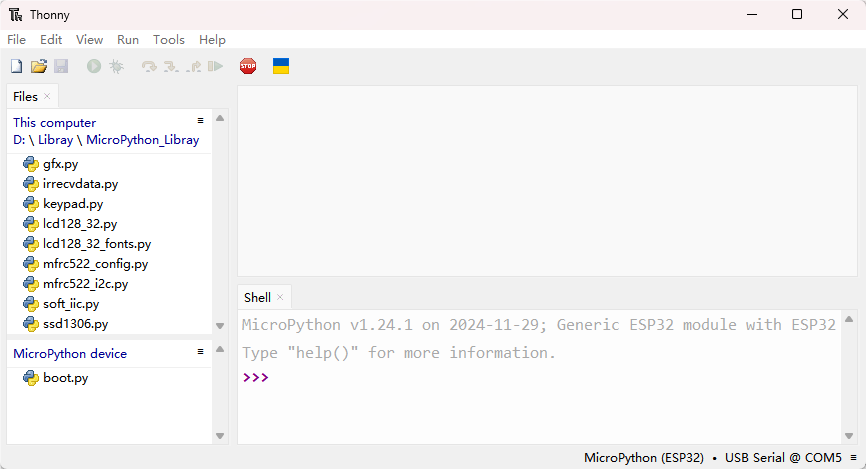 Thonny
File Edit View Run Tools Help
STOP
Files
This computer
D: \ Libray \ MicroPython_Libray
gfx.py
irrecvdata.py
keypad.py
lcd128_32.py
lcd128_32_fonts.py
mfrc522_config.py
mfrc522_i2c.py
soft_iic.py
ssd1306.py
MicroPython device
boot.py
Shell
MicroPython v1.24.1 on 2024-11-29; Generic ESP32 module with ESP32
Type "help()" for more information.
>>>
MicroPython (ESP32) • USB Serial @ COM5